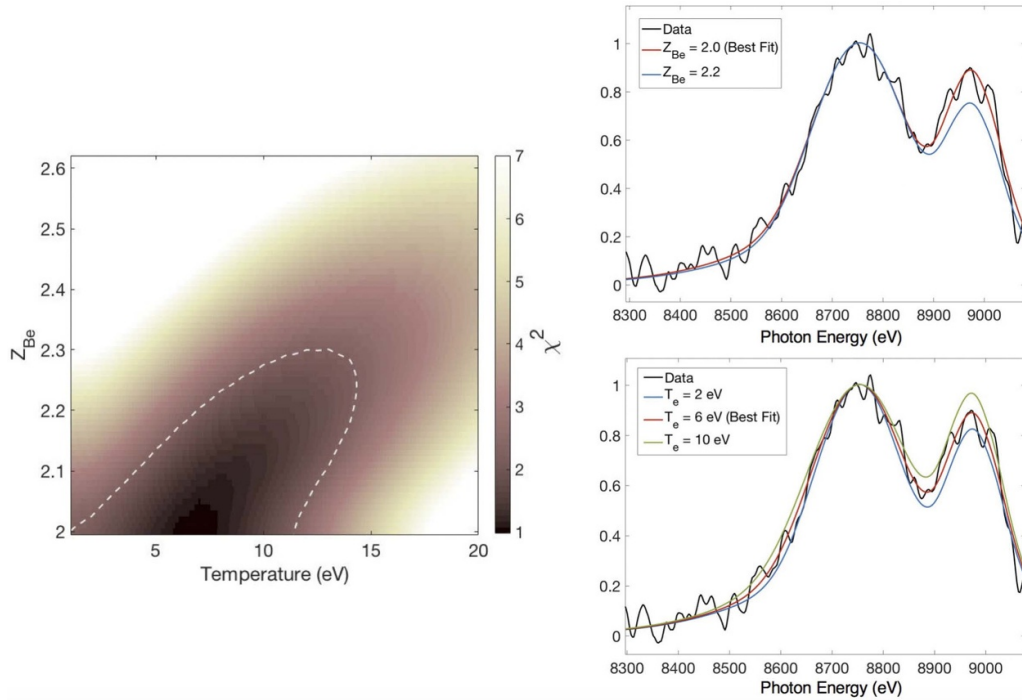 2.6
2.5
2.4
2.3
2.2
2.1
2
Z_Be
5 10 15 20
Temperature (eV)
7
6
5
4
3
2
1
χ²
Data
Z_Be = 2.0 (Best Fit)
Z_Be = 2.2
1
0.8
0.6
0.4
0.2
0
8300 8400 8500 8600 8700 8800 8900 9000
Photon Energy (eV)
Data
T_e = 2 eV
T_e = 6 eV (Best Fit)
T_e = 10 eV
1
0.8
0.6
0.4
0.2
0
8300 8400 8500 8600 8700 8800 8900 9000
Photon Energy (eV)